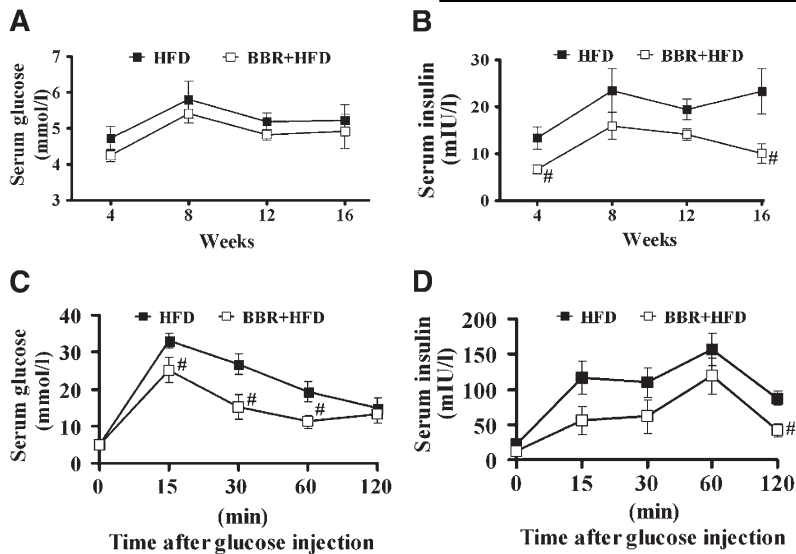 A
HFD BBR+HFD
Serum glucose
(mmol/l)
7
6
5
4
3
4 8 12 16
Weeks
B
HFD BBR+HFD
Serum insulin
(mIU/l)
30
20
10
0
# #
4 8 12 16
Weeks
C
HFD BBR+HFD
Serum glucose
(mmol/l)
40
30
20
10
0
# # #
0 15 30 60 120
(min)
Time after glucose injection
D
HFD BBR+HFD
Serum insulin
(mIU/l)
200
150
100
50
0
#
0 15 30 60 120
(min)
Time after glucose injection